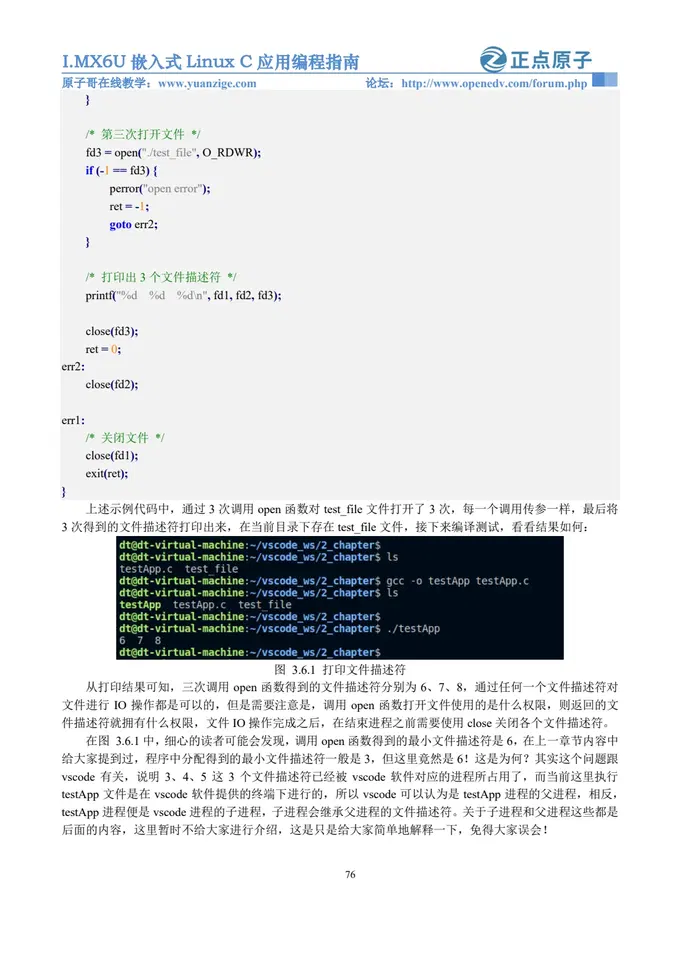 I.MX6U 嵌入式 Linux C 应用编程指南
正点原子
原子哥在线教学：www.yuanzige.com 论坛：http://www.openedv.com/forum.php
}
/* 第三次打开文件 */
fd3 = open("./test_file", O_RDWR);
if (-1 == fd3) {
perror("open error");
ret = -1;
goto err2;
}
/* 打印出 3 个文件描述符 */
printf("%d %d %d\n", fd1, fd2, fd3);
close(fd3);
ret = 0;
err2:
close(fd2);
err1:
/* 关闭文件 */
close(fd1);
exit(ret);
}
上述示例代码中，通过 3 次调用 open 函数对 test_file 文件打开了 3 次，每一个调用传参一样，最后将
3 次得到的文件描述符打印出来，在当前目录下存在 test_file 文件，接下来编译测试，看看结果如何：
dt@dt-virtual-machine:~/vscode_ws/2_chapter$
dt@dt-virtual-machine:~/vscode_ws/2_chapter$ ls
testApp.c test_file
dt@dt-virtual-machine:~/vscode_ws/2_chapter$ gcc -o testApp testApp.c
dt@dt-virtual-machine:~/vscode_ws/2_chapter$ ls
testApp testApp.c test_file
dt@dt-virtual-machine:~/vscode_ws/2_chapter$
dt@dt-virtual-machine:~/vscode_ws/2_chapter$ ./testApp
6 7 8
dt@dt-virtual-machine:~/vscode_ws/2_chapter$
图 3.6.1 打印文件描述符
从打印结果可知，三次调用 open 函数得到的文件描述符分别为 6、7、8，通过任何一个文件描述符对
文件进行 IO 操作都是可以的，但是需要注意是，调用 open 函数打开文件使用的是什么权限，则返回的文
件描述符就拥有什么权限，文件 IO 操作完成之后，在结束进程之前需要使用 close 关闭各个文件描述符。
在图 3.6.1 中，细心的读者可能会发现，调用 open 函数得到的最小文件描述符是 6，在上一章节内容中
给大家提到过，程序中分配得到的最小文件描述符一般是 3，但这里竟然是 6！这是为何？其实这个问题跟
vscode 有关，说明 3、4、5 这 3 个文件描述符已经被 vscode 软件对应的进程所占用了，而当前这里执行
testApp 文件是在 vscode 软件提供的终端下进行的，所以 vscode 可以认为是 testApp 进程的父进程，相反，
testApp 进程便是 vscode 进程的子进程，子进程会继承父进程的文件描述符。关于子进程和父进程这些都是
后面的内容，这里暂时不给大家进行介绍，这是只是给大家简单地解释一下，免得大家误会！
76